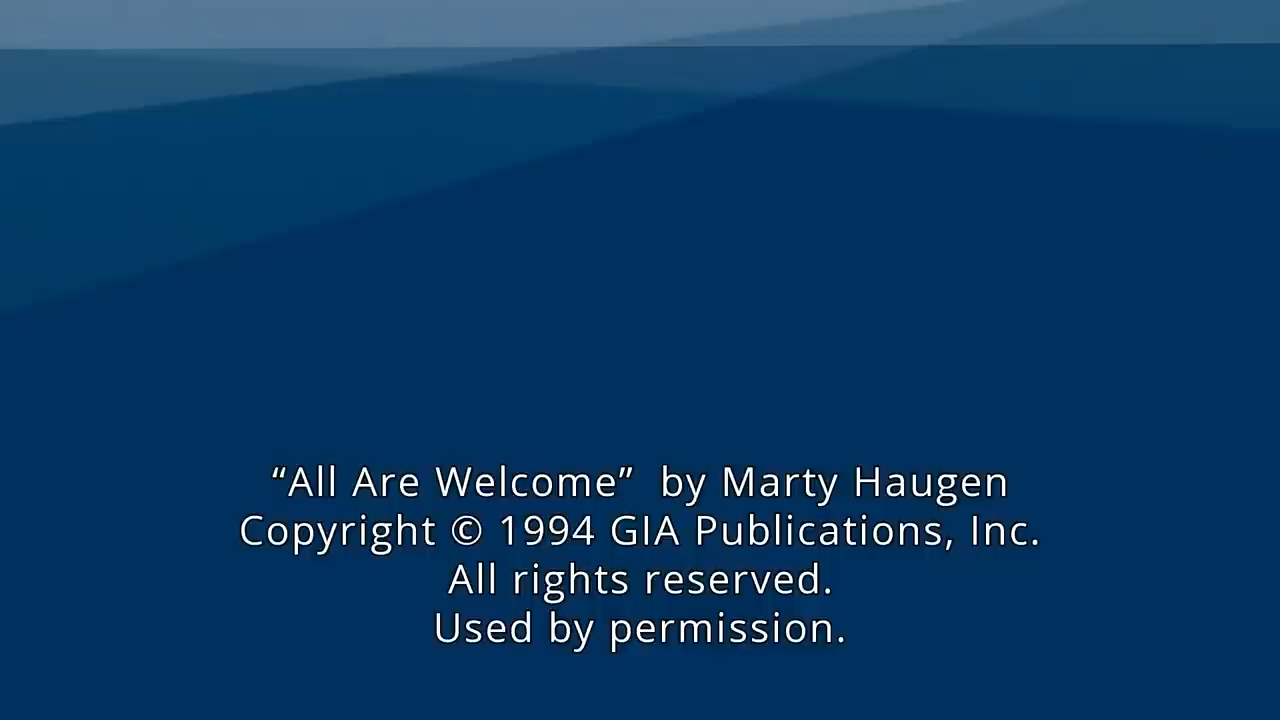 “All Are Welcome”  by Marty Haugen
Copyright © 1994 GIA Publications, Inc.
All rights reserved.
Used by permission.